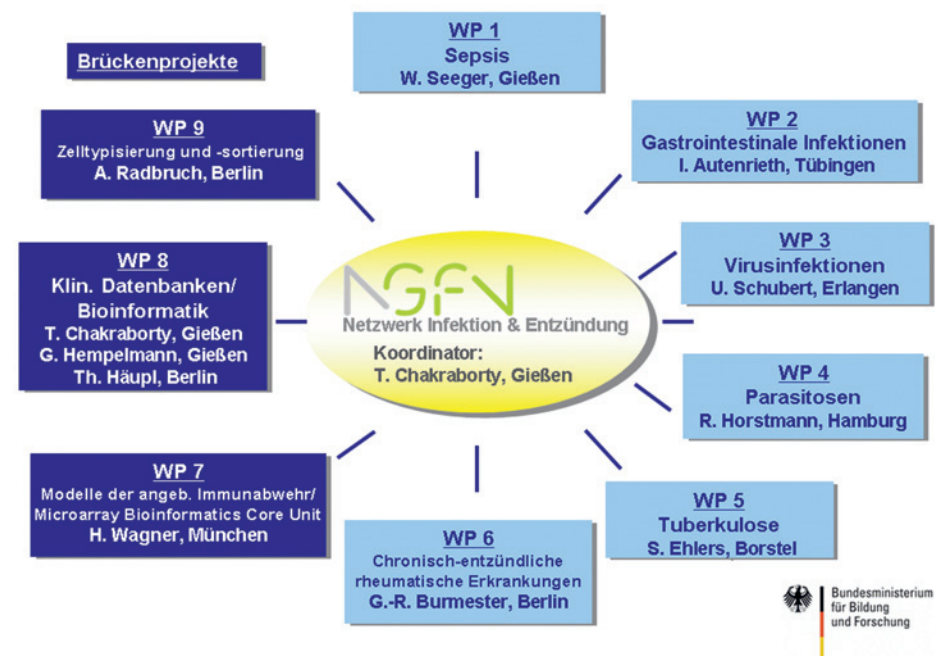 Brückenprojekte
WP 1
Sepsis
W. Seeger, Gießen
WP 2
Gastrointestinale Infektionen
I. Autenrieth, Tübingen
WP 3
Virusinfektionen
U. Schubert, Erlangen
WP 4
Parasitosen
R. Horstmann, Hamburg
WP 5
Tuberkulose
S. Ehlers, Borstel
WP 6
Chronisch-entzündliche
rheumatische Erkrankungen
G.-R. Burmester, Berlin
WP 7
Modelle der angeb. Immunabwehr/
Microarray Bioinformatics Core Unit
H. Wagner, München
WP 8
Klin. Datenbanken/
Bioinformatik
T. Chakraborty, Gießen
G. Hempelmann, Gießen
Th. Häupl, Berlin
WP 9
Zelltypisierung und -sortierung
A. Radbruch, Berlin
NGFN
Netzwerk Infektion & Entzündung
Koordinator:
T. Chakraborty, Gießen
Bundesministerium
für Bildung
und Forschung